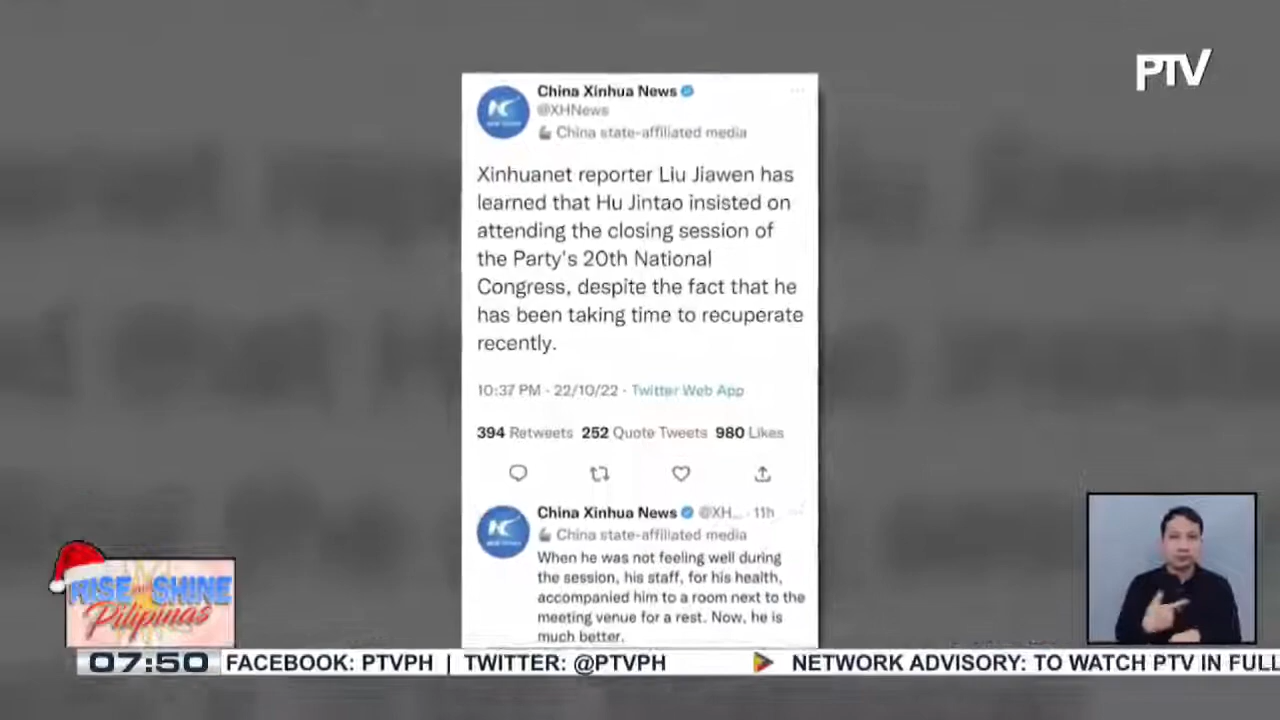 PTV
China Xinhua News
@XHNews
China state-affiliated media
Xinhuanet reporter Liu Jiawen has
learned that Hu Jintao insisted on
attending the closing session of
the Party's 20th National
Congress, despite the fact that he
has been taking time to recuperate
recently.
10:37 PM · 22/10/22 · Twitter Web App
394 Retweets 252 Quote Tweets 980 Likes
China Xinhua News @XH... · 11h
China state-affiliated media
When he was not feeling well during
the session, his staff, for his health,
accompanied him to a room next to the
meeting venue for a rest. Now, he is
much better.
RISE and SHINE
Pilipinas
07:50 FACEBOOK: PTVPH | TWITTER: @PTVPH NETWORK ADVISORY: TO WATCH PTV IN FULL